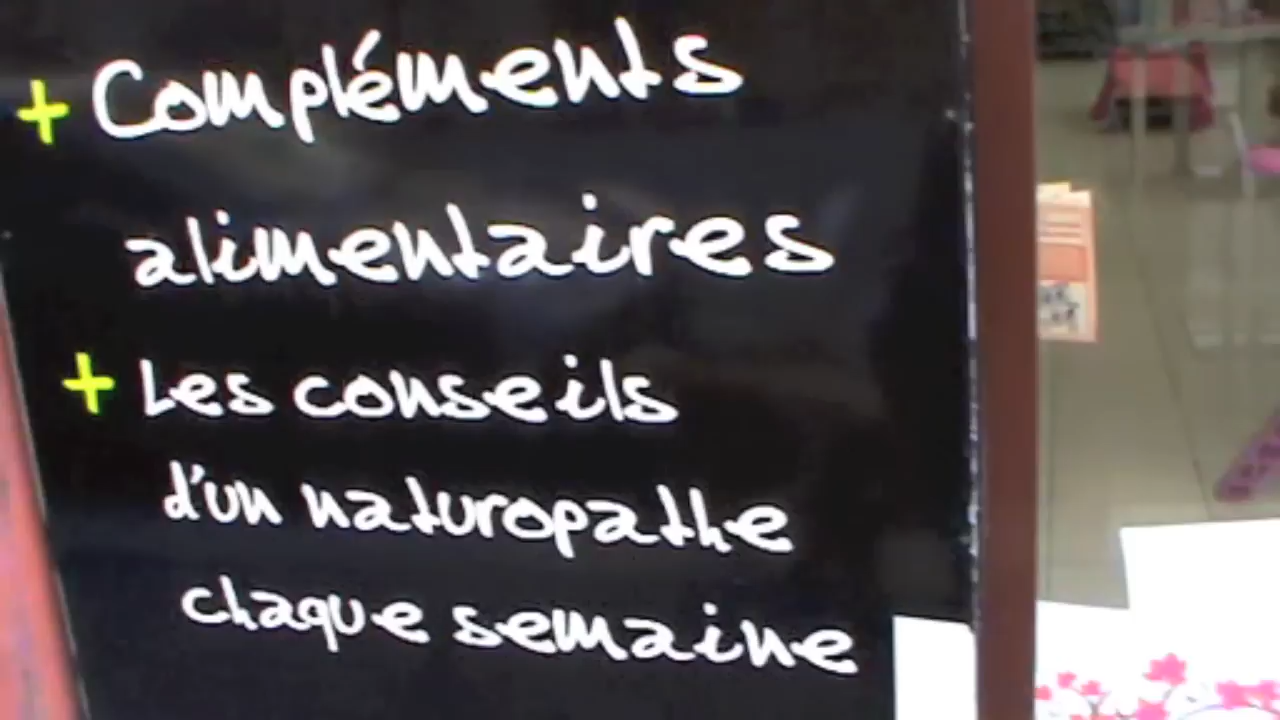 + Compléments
alimentaires
+ Les conseils
d'un naturopathe
chaque semaine